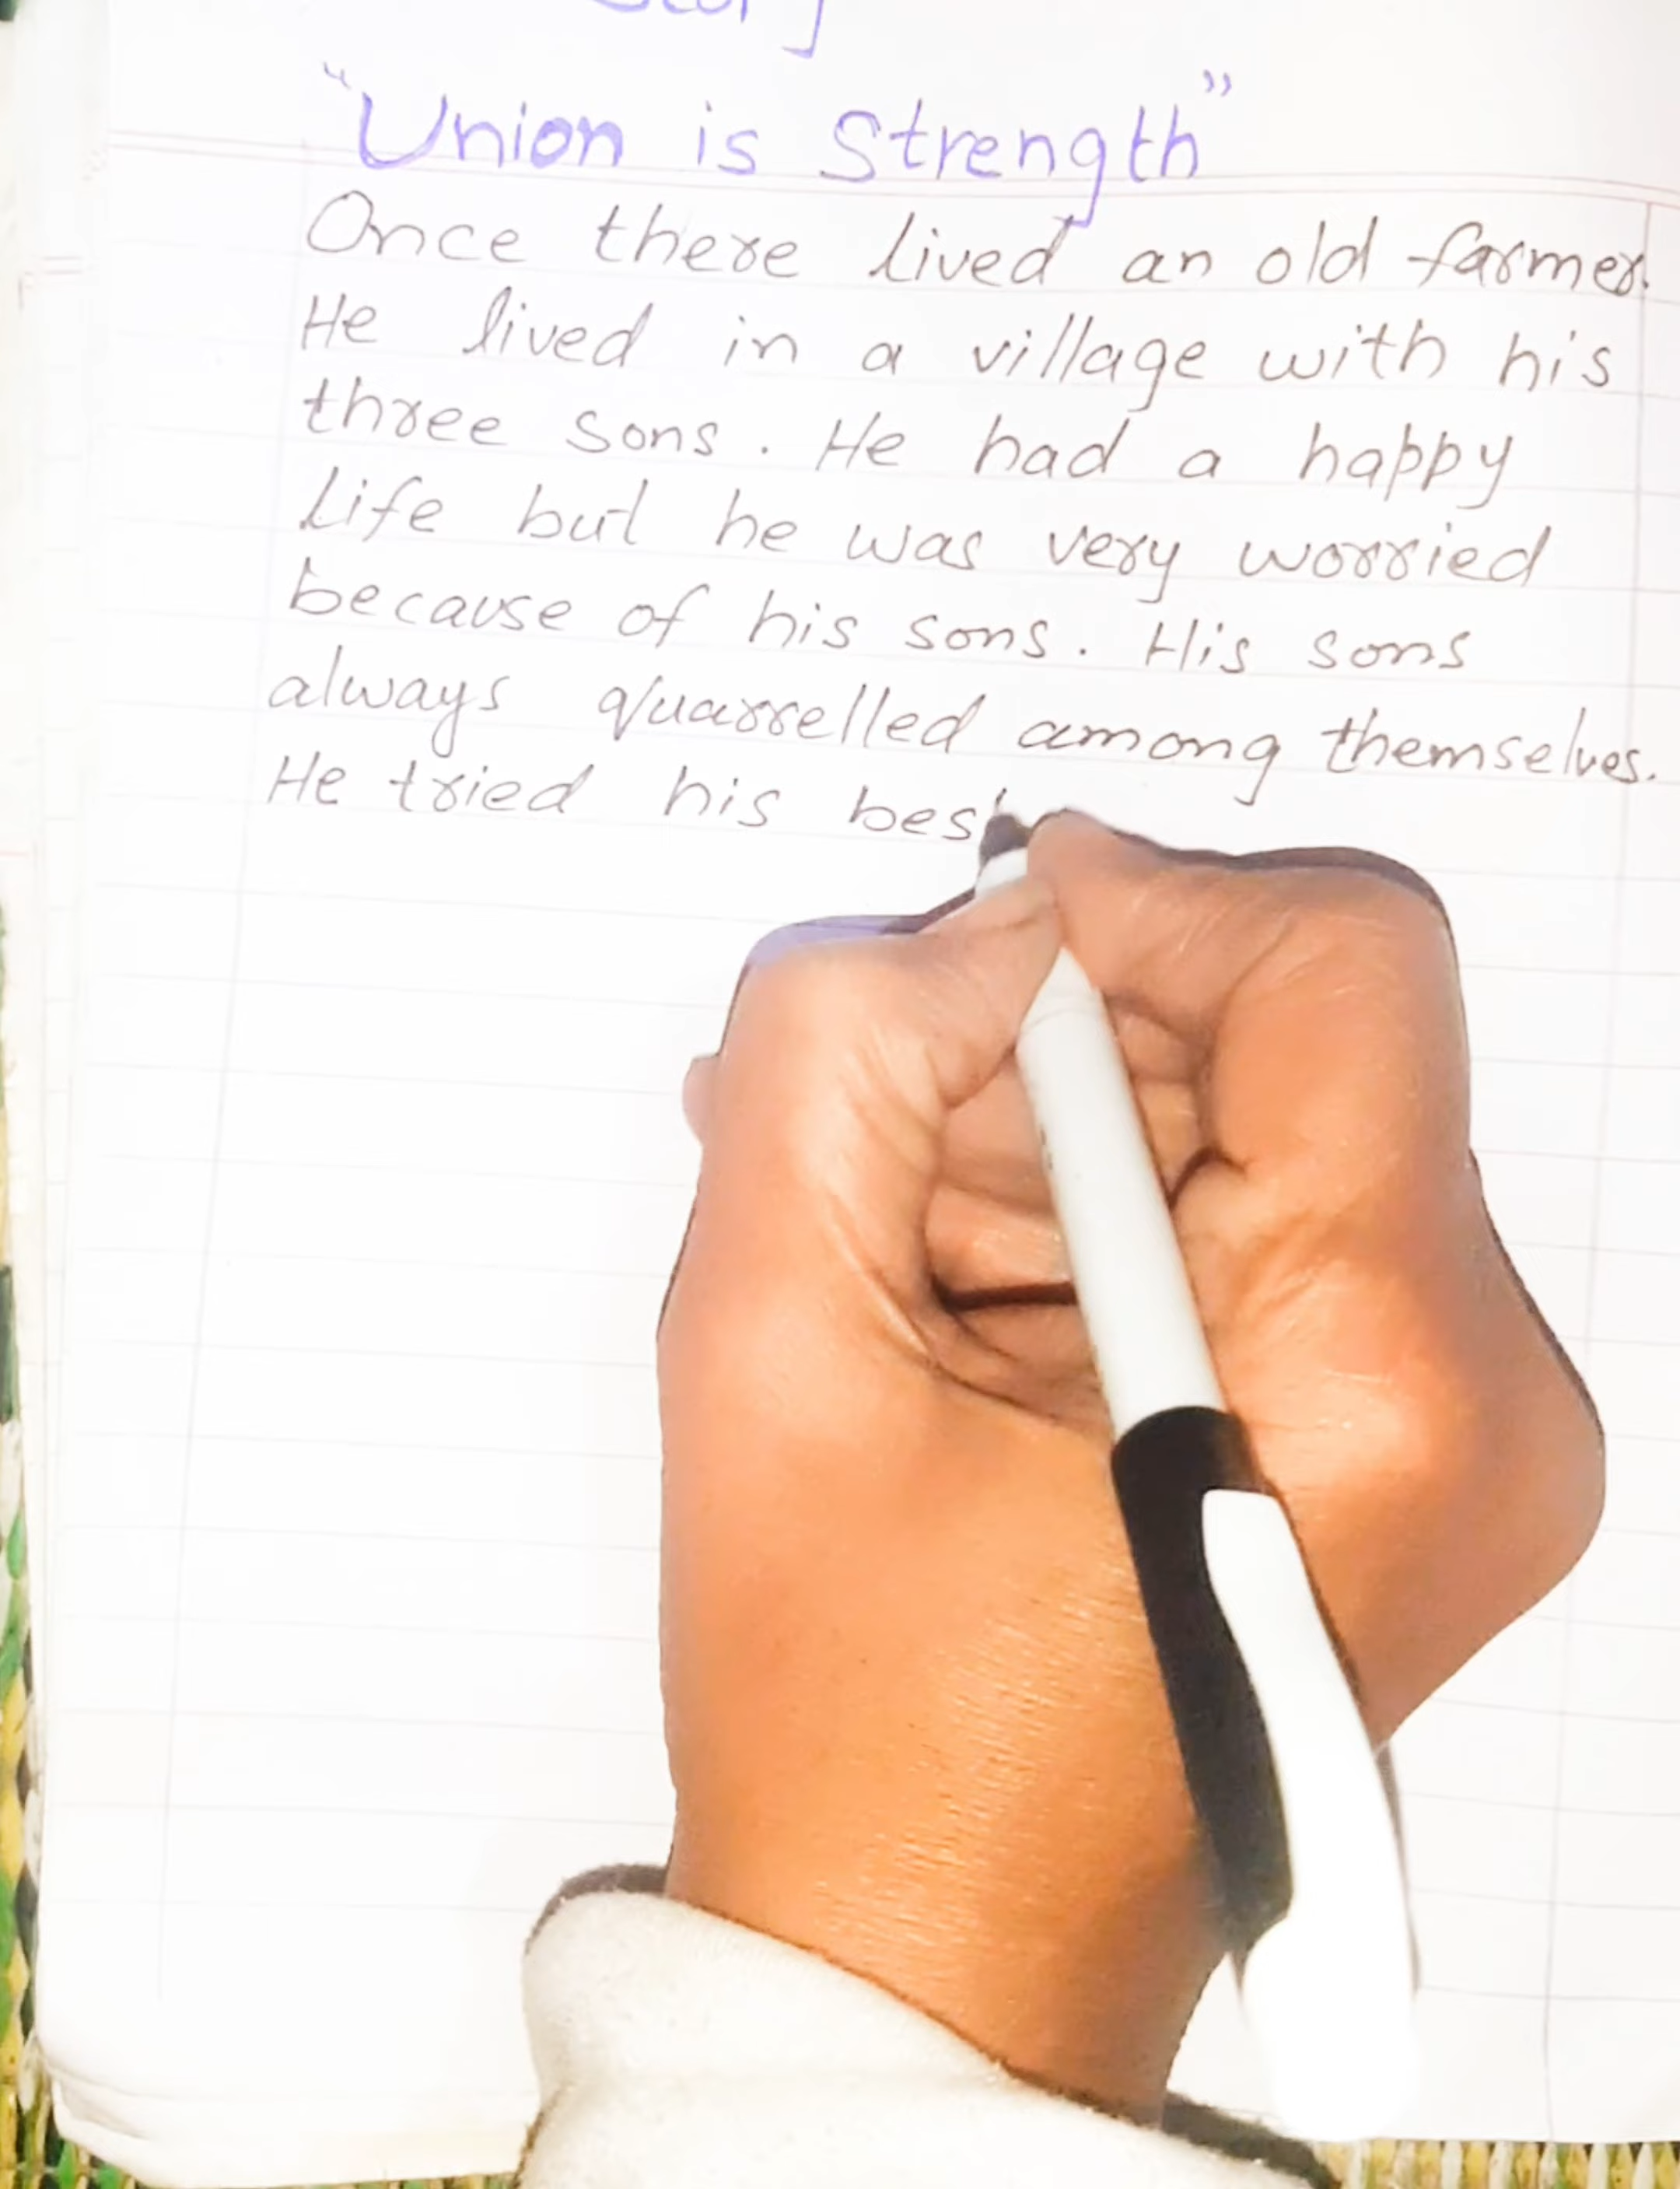 "Union is Strength"
Once there lived an old farmer.
He lived in a village with his
three sons. He had a happy
Life but he was very worried
because of his sons. His sons
always quarrelled among themselves.
He tried his best